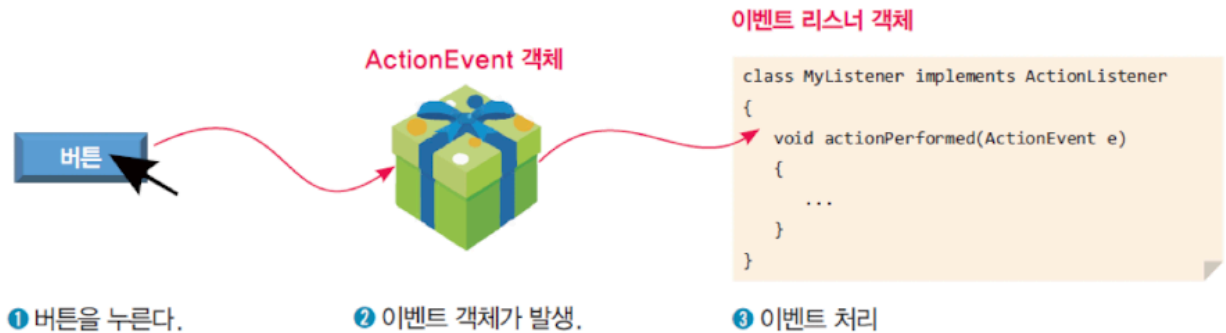 이벤트 리스너 객체
ActionEvent 객체
class MyListener implements ActionListener
{
void actionPerformed(ActionEvent e)
{
...
}
}
버튼
❶ 버튼을 누른다.
❷ 이벤트 객체가 발생.
❸ 이벤트 처리